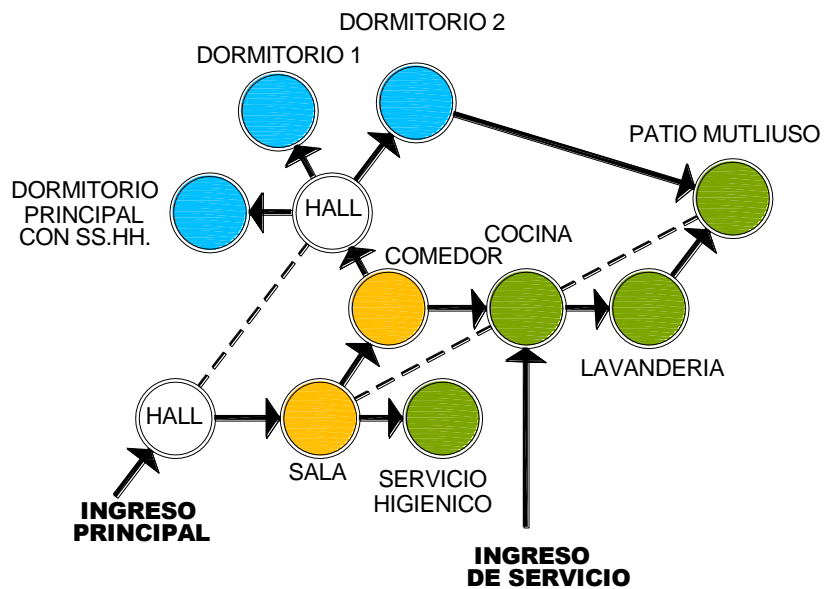 DORMITORIO 2
DORMITORIO 1
PATIO MUTLIUSO
DORMITORIO
PRINCIPAL
CON SS.HH.
HALL
COCINA
COMEDOR
LAVANDERIA
HALL
SALA
SERVICIO
HIGIENICO
INGRESO
PRINCIPAL
INGRESO
DE SERVICIO